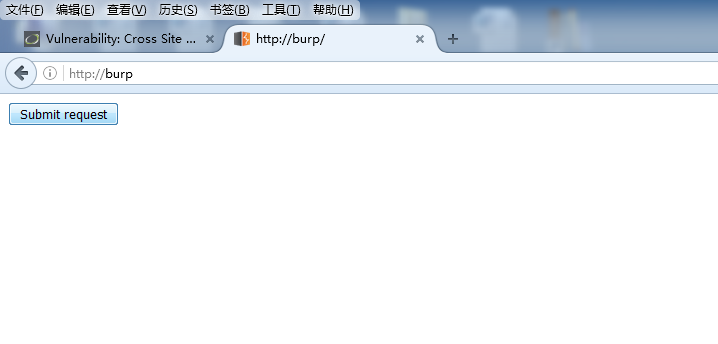 文件(F) 编辑(E) 查看(V) 历史(S) 书签(B) 工具(T) 帮助(H)
Vulnerability: Cross Site ... × http://burp/ × +
http://burp
Submit request